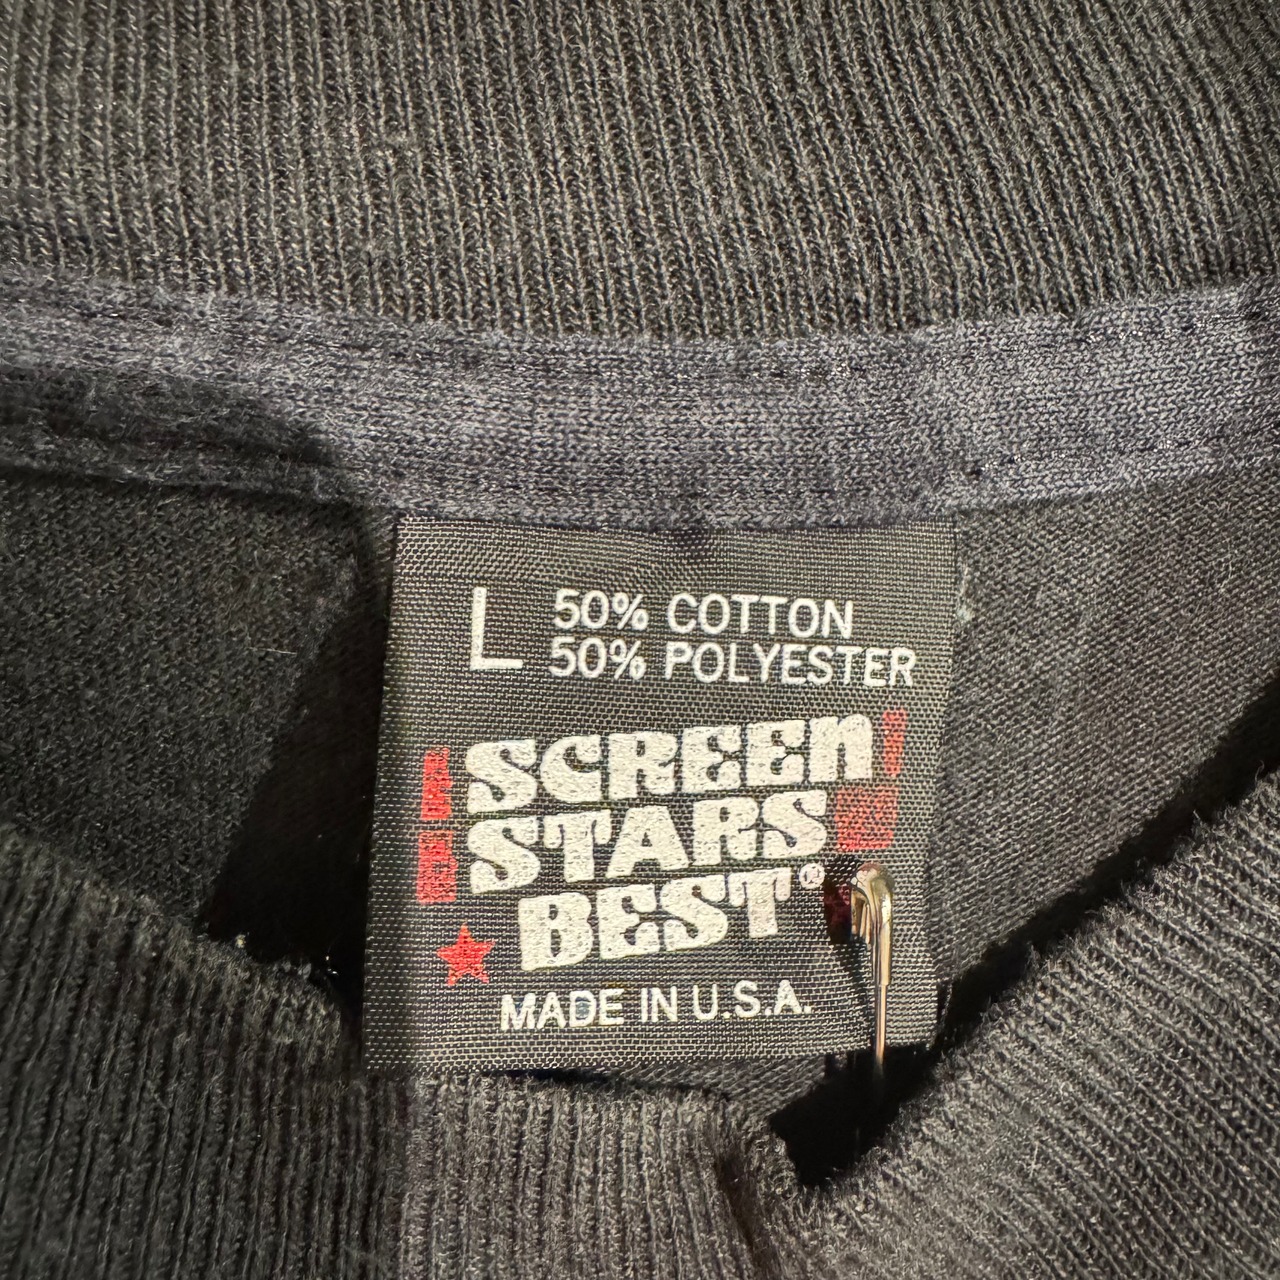 L 50% COTTON
50% POLYESTER
SCREEN
STARS
BEST®
MADE IN U.S.A.